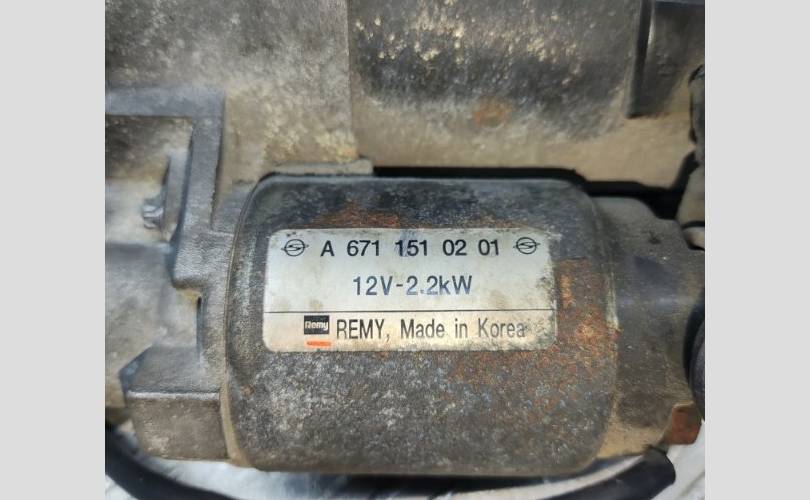 A 671 151 02 01
12V-2.2kW
Remy REMY, Made in Korea